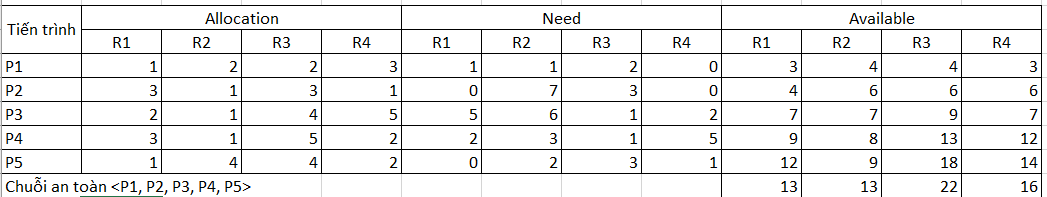 Tiến trình Allocation Need Available
R1 R2 R3 R4 R1 R2 R3 R4 R1 R2 R3 R4
P1 1 2 2 3 1 1 2 0 3 4 4 3
P2 3 1 3 1 0 7 3 0 4 6 6 6
P3 2 1 4 5 5 6 1 2 7 7 9 7
P4 3 1 5 2 2 3 1 5 9 8 13 12
P5 1 4 4 2 0 2 3 1 12 9 18 14
Chuỗi an toàn <P1, P2, P3, P4, P5> 13 13 22 16